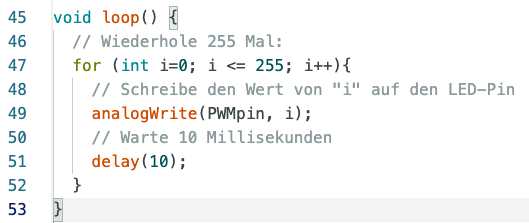 45 void loop() {
46 // Wiederhole 255 Mal:
47 for (int i=0; i <= 255; i++){
48 // Schreibe den Wert von "i" auf den LED-Pin
49 analogWrite(PWMpin, i);
50 // Warte 10 Millisekunden
51 delay(10);
52 }
53 }